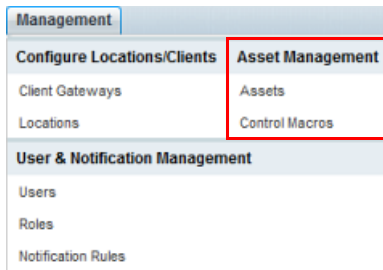 Management
Configure Locations/Clients
Asset Management
Client Gateways
Assets
Locations
Control Macros
User & Notification Management
Users
Roles
Notification Rules